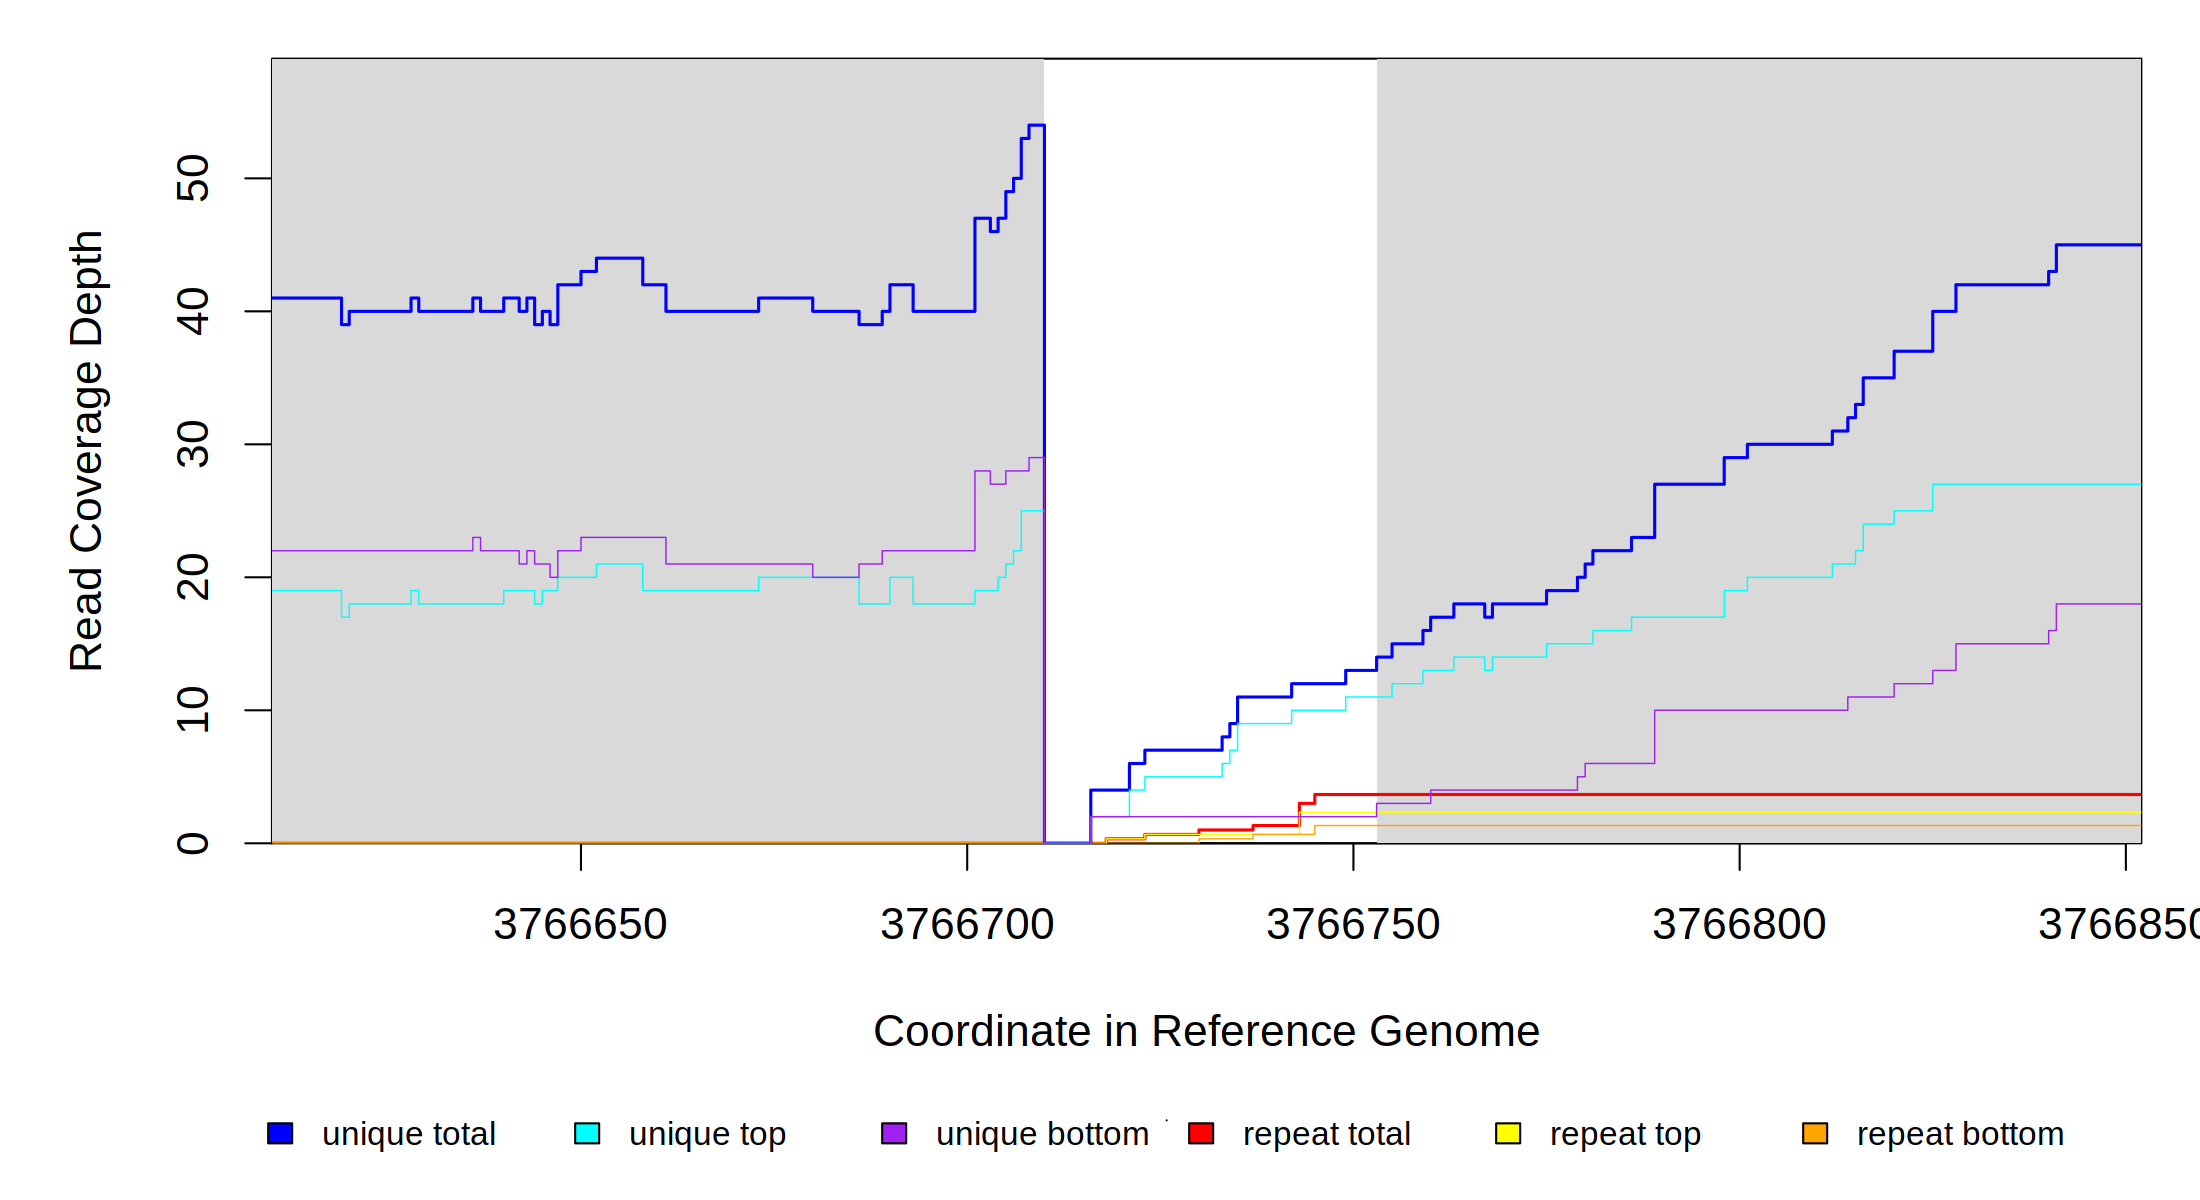 Read Coverage Depth
50
40
30
20
10
0
3766650 3766700 3766750 3766800 3766850
Coordinate in Reference Genome
unique total unique top unique bottom repeat total repeat top repeat bottom